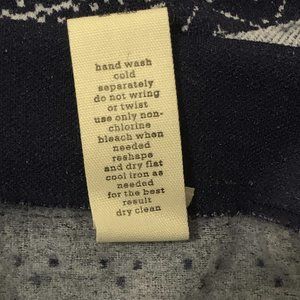 hand wash
cold
separately
do not wring
or twist
use only non-
chlorine
bleach when
needed
reshape
and dry flat
cool iron as
needed
for the best
result
dry clean